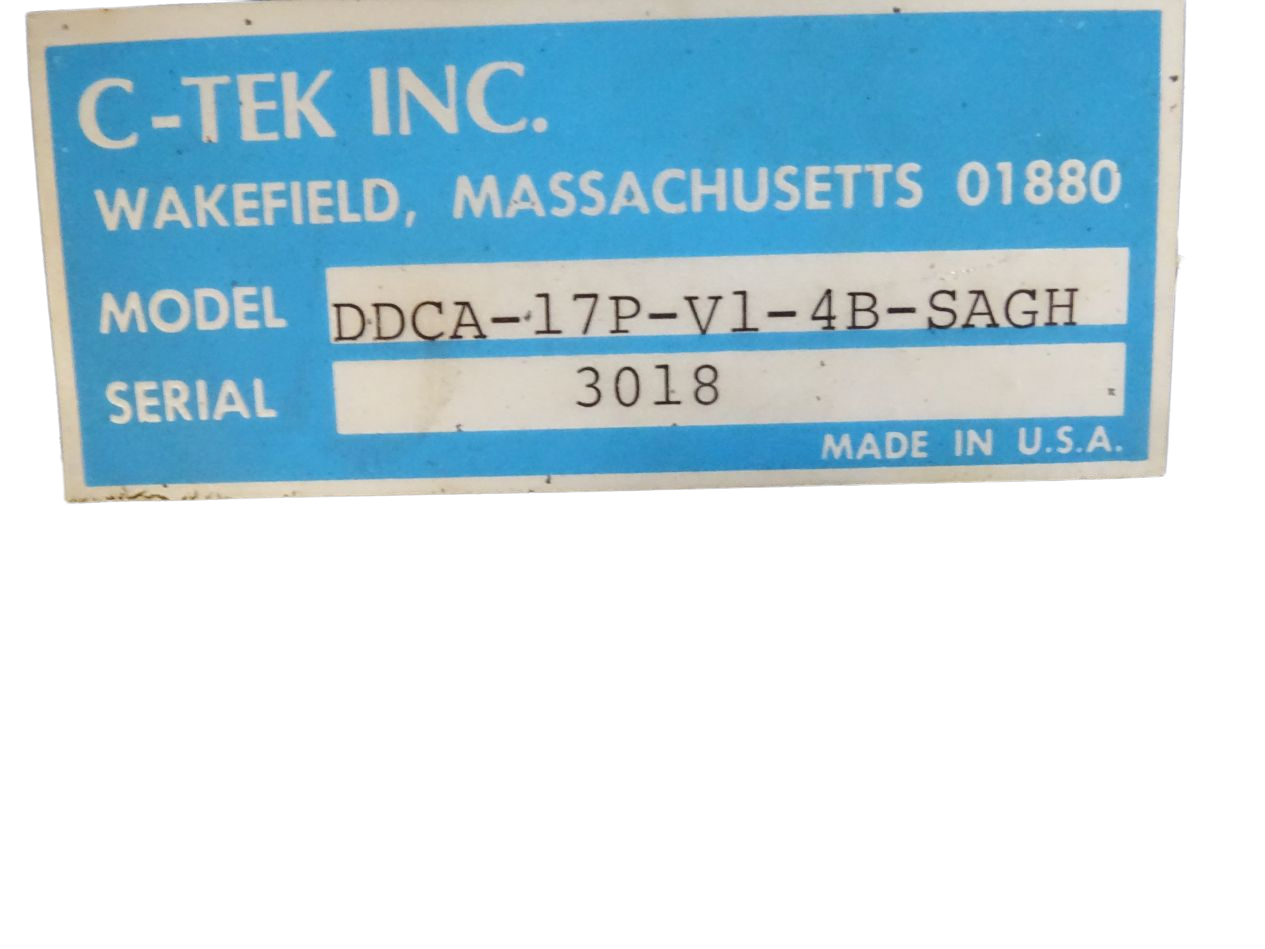 C-TEK INC.
WAKEFIELD, MASSACHUSETTS 01880
MODEL DDCA-17P-V1-4B-SAGH
SERIAL 3018
MADE IN U.S.A.